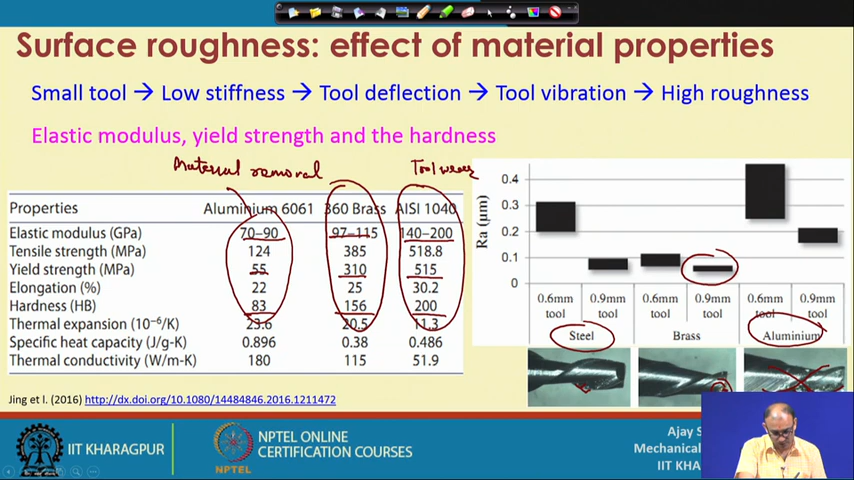 Surface roughness: effect of material properties
Small tool → Low stiffness → Tool deflection → Tool vibration → High roughness
Elastic modulus, yield strength and the hardness
Material removal
Tool wear
Properties Aluminium 6061 360 Brass AISI 1040
Elastic modulus (GPa) 70–90 97–115 140–200
Tensile strength (MPa) 124 385 518.8
Yield strength (MPa) 55 310 515
Elongation (%) 22 25 30.2
Hardness (HB) 83 156 200
Thermal expansion (10⁻⁶/K) 23.6 20.5 11.3
Specific heat capacity (J/g-K) 0.896 0.38 0.486
Thermal conductivity (W/m-K) 180 115 51.9
Ra (µm)
0.4
0.3
0.2
0.1
0
0.6mm tool 0.9mm tool 0.6mm tool 0.9mm tool 0.6mm tool 0.9mm tool
Steel Brass Aluminium
Jing et l. (2016) http://dx.doi.org/10.1080/14484846.2016.1211472
IIT KHARAGPUR
NPTEL
NPTEL ONLINE
CERTIFICATION COURSES
Ajay S
Mechanical
IIT KHA